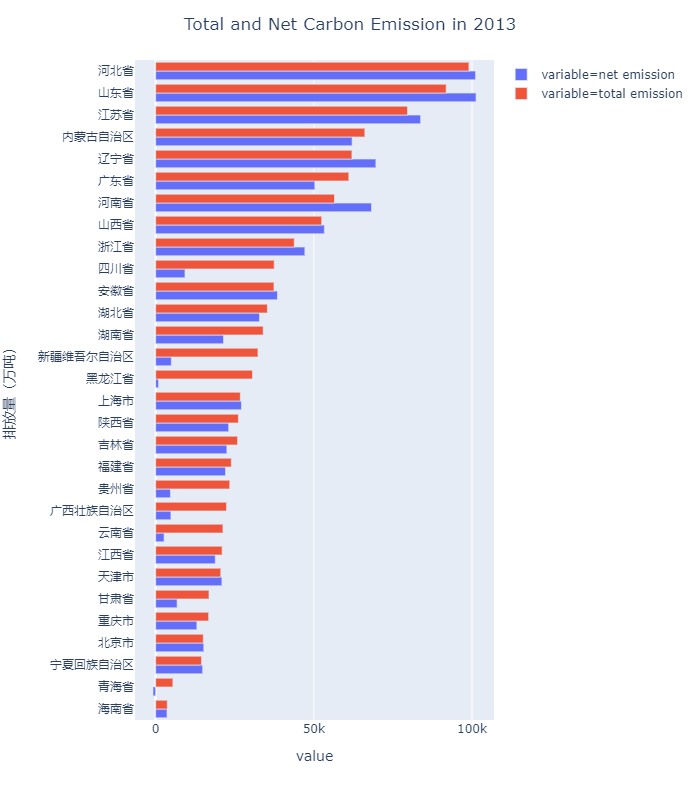 Total and Net Carbon Emission in 2013
variable=net emission
variable=total emission
排放量（万吨）
河北省
山东省
江苏省
内蒙古自治区
辽宁省
广东省
河南省
山西省
浙江省
四川省
安徽省
湖北省
湖南省
新疆维吾尔自治区
黑龙江省
上海市
陕西省
吉林省
福建省
贵州省
广西壮族自治区
云南省
江西省
天津市
甘肃省
重庆市
北京市
宁夏回族自治区
青海省
海南省
0 50k 100k
value